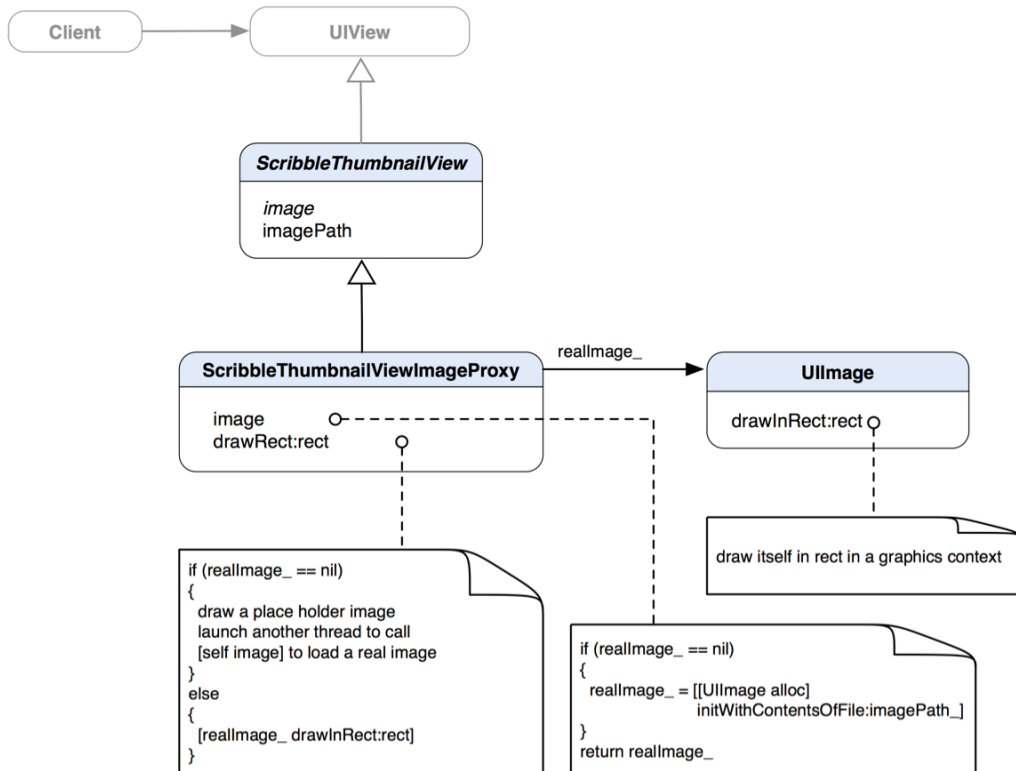 Client
UIView
ScribbleThumbnailView
image
imagePath
ScribbleThumbnailViewImageProxy
image
drawRect:rect
realImage_
UIImage
drawInRect:rect
draw itself in rect in a graphics context
if (realImage_ == nil)
{
draw a place holder image
launch another thread to call
[self image] to load a real image
}
else
{
[realImage_ drawInRect:rect]
}
if (realImage_ == nil)
{
realImage_ = [[UIImage alloc]
initWithContentsOfFile:imagePath_]
}
return realImage_